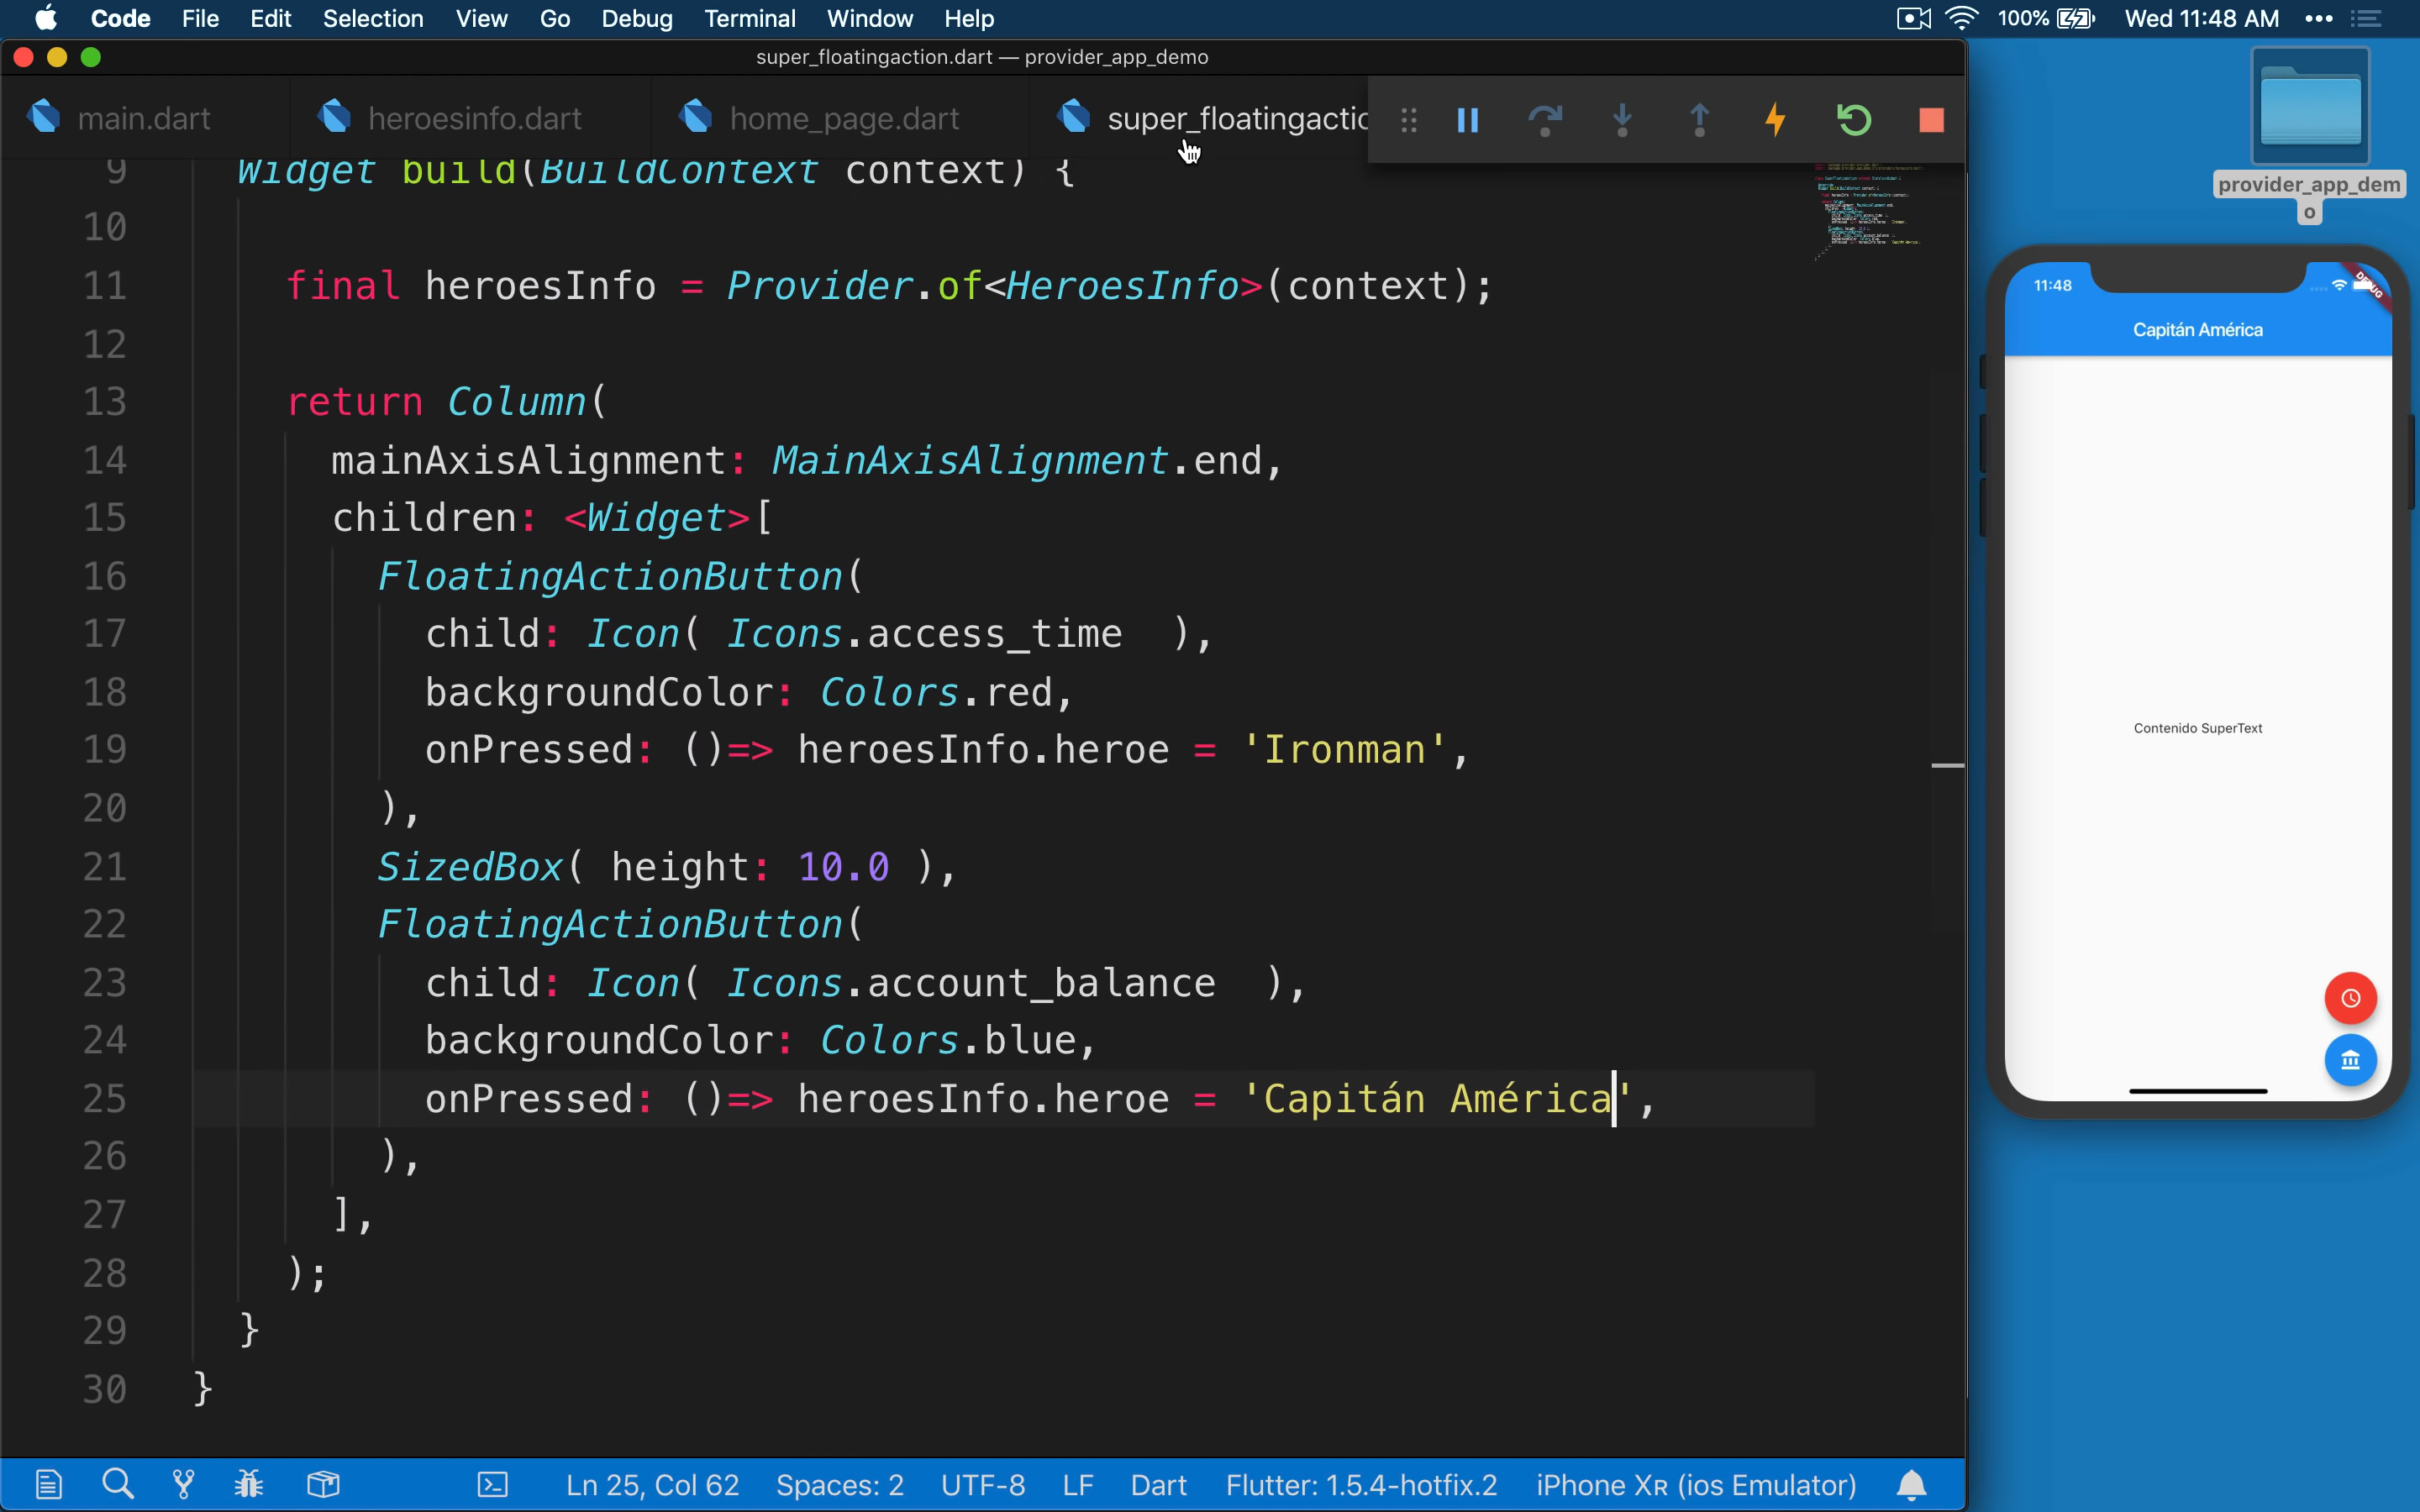 Code File Edit Selection View Go Debug Terminal Window Help 100% Wed 11:48 AM
super_floatingaction.dart — provider_app_demo
main.dart heroesinfo.dart home_page.dart super_floatingactio
9 Widget build(BuildContext context) {
10
11 final heroesInfo = Provider.of<HeroesInfo>(context);
12
13 return Column(
14 mainAxisAlignment: MainAxisAlignment.end,
15 children: <Widget>[
16 FloatingActionButton(
17 child: Icon( Icons.access_time  ),
18 backgroundColor: Colors.red,
19 onPressed: ()=> heroesInfo.heroe = 'Ironman',
20 ),
21 SizedBox( height: 10.0 ),
22 FloatingActionButton(
23 child: Icon( Icons.account_balance  ),
24 backgroundColor: Colors.blue,
25 onPressed: ()=> heroesInfo.heroe = 'Capitán América',
26 ),
27 ],
28 );
29 }
30 }
Ln 25, Col 62 Spaces: 2 UTF-8 LF Dart Flutter: 1.5.4-hotfix.2 iPhone XR (ios Emulator)
provider_app_dem
o
11:48
DEBUG
Capitán América
Contenido SuperText